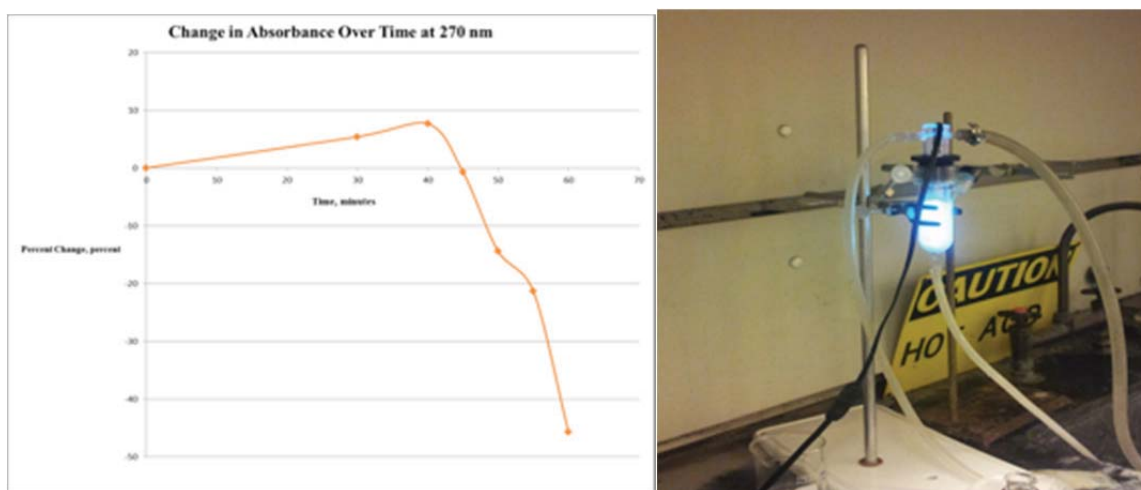 Change in Absorbance Over Time at 270 nm
20
10
0
0 10 20 30 40 50 60 70
Time, minutes
-10
Percent Change, percent
-20
-30
-40
-50
CAUTION
HOT ACID